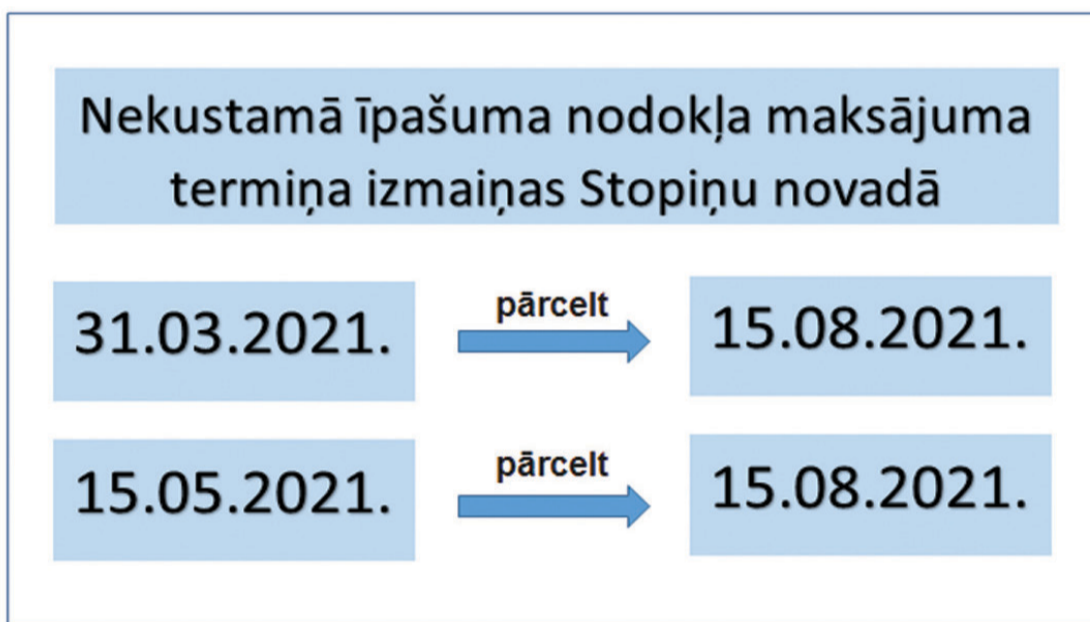 Nekustamā īpašuma nodokļa maksājuma
termiņa izmaiņas Stopiņu novadā
31.03.2021.
pārcelt
15.08.2021.
15.05.2021.
pārcelt
15.08.2021.